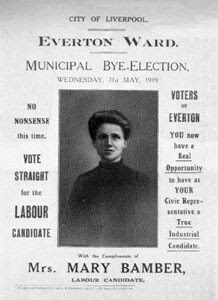 CITY OF LIVERPOOL.
EVERTON WARD.
MUNICIPAL BYE-ELECTION.
WEDNESDAY, 21st MAY, 1919.
NO
NONSENSE
this time.
VOTE
STRAIGHT
for the
LABOUR
CANDIDATE
VOTERS
of
EVERTON
YOU now
have a
Real
Opportunity
to have as
YOUR
Civic Repre-
sentative a
True
Industrial
Candidate.
With the Compliments of
Mrs. MARY BAMBER,
LABOUR CANDIDATE.